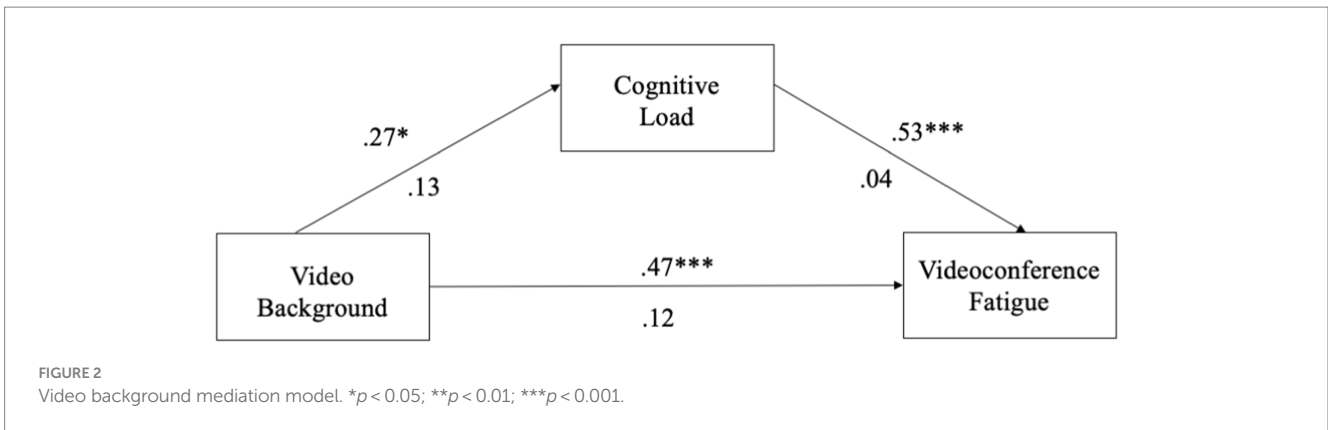 Cognitive
Load
.27*
.53***
.13
.04
Video
Background
.47***
.12
Videoconference
Fatigue
FIGURE 2
Video background mediation model. *p < 0.05; **p < 0.01; ***p < 0.001.